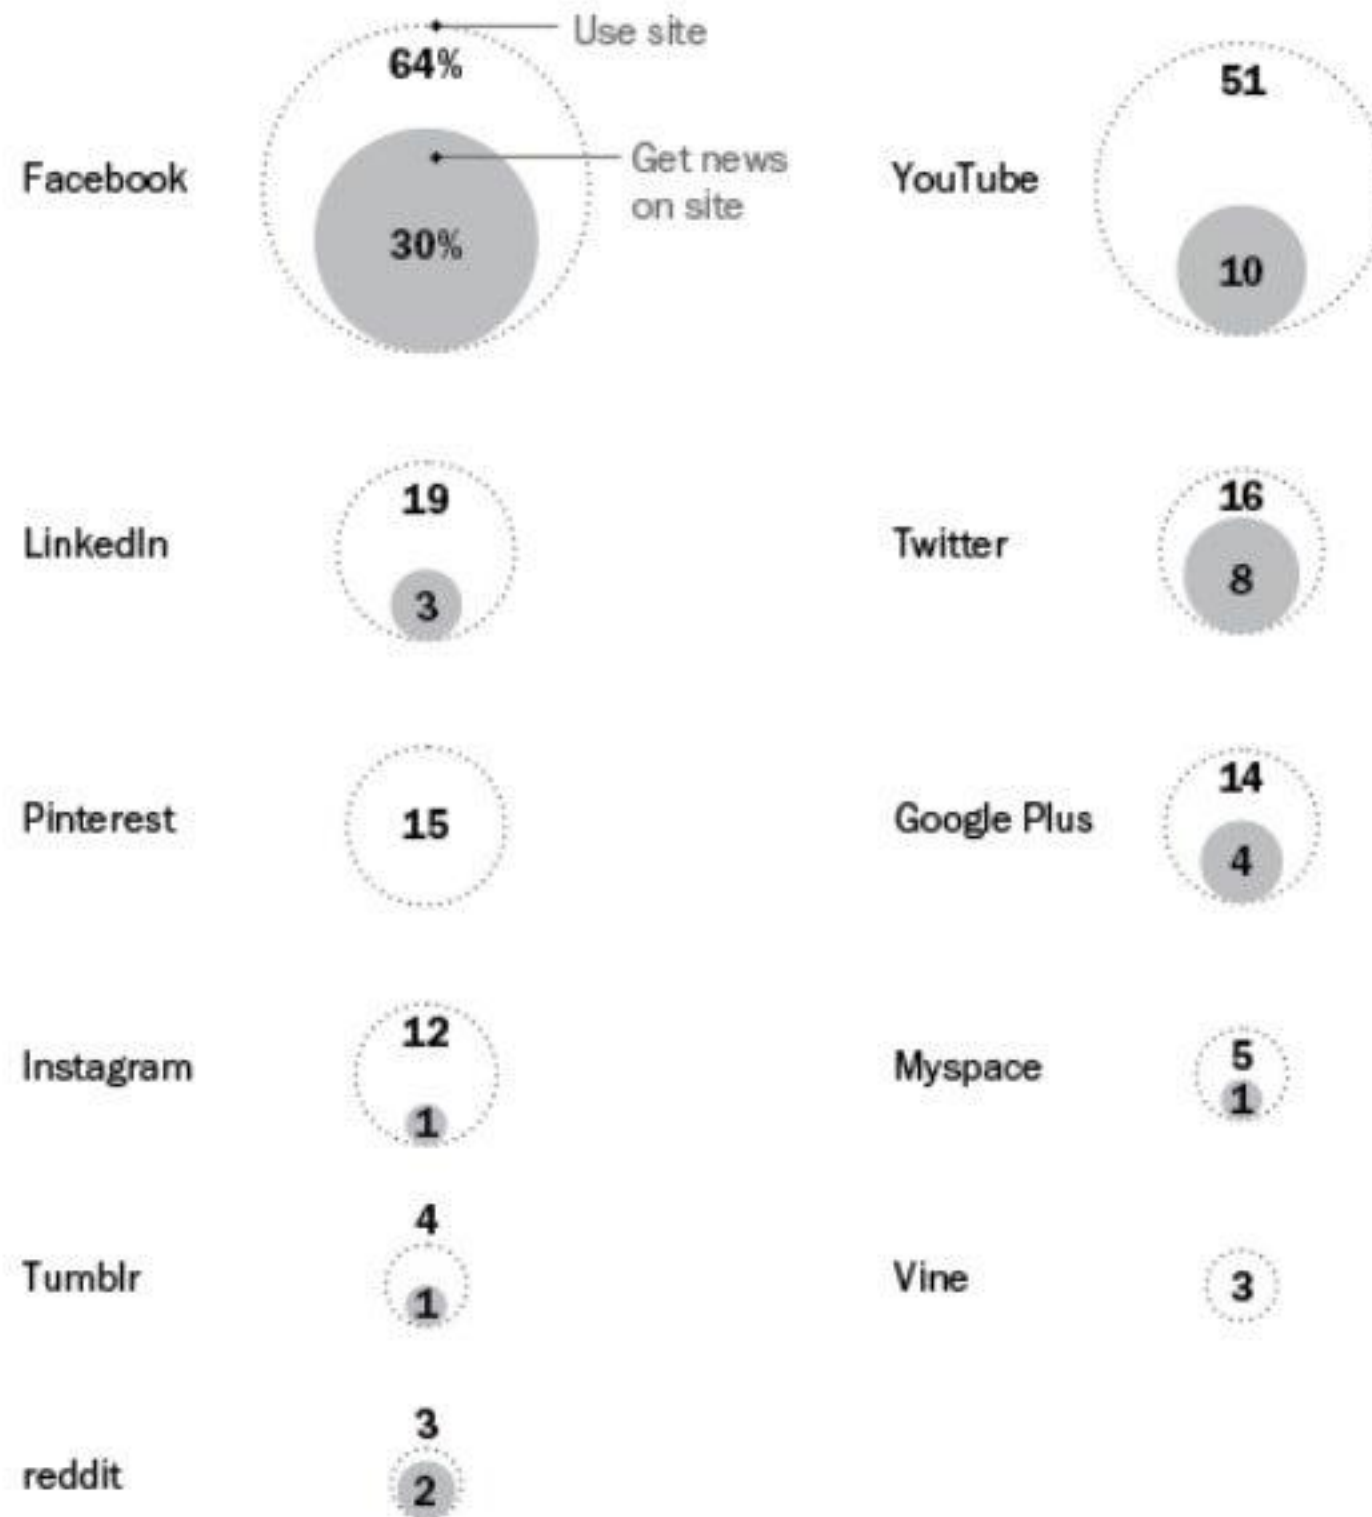 Use site
64%
Get news
on site
Facebook
30%
51
YouTube
10
19
LinkedIn
3
16
Twitter
8
Pinterest
15
14
Google Plus
4
12
Instagram
1
5
Myspace
1
4
Tumblr
1
Vine
3
3
reddit
2